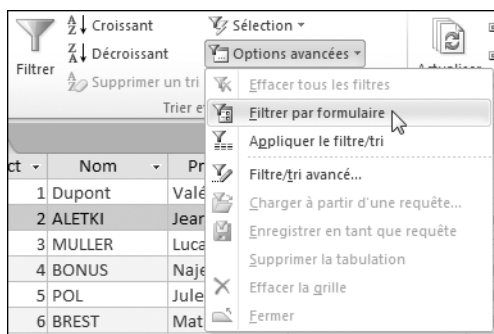 Croissant
Décroissant
Supprimer un tri
Filtrer
Trier e
Sélection
Options avancées
Effacer tous les filtres
Filtrer par formulaire
Appliquer le filtre/tri
Filtre/tri avancé...
Charger à partir d'une requête...
Enregistrer en tant que requête
Supprimer la tabulation
Effacer la grille
Fermer
ct Nom Pr
1 Dupont Valé
2 ALETKI Jean
3 MULLER Luca
4 BONUS Naje
5 POL Jule
6 BREST Mat